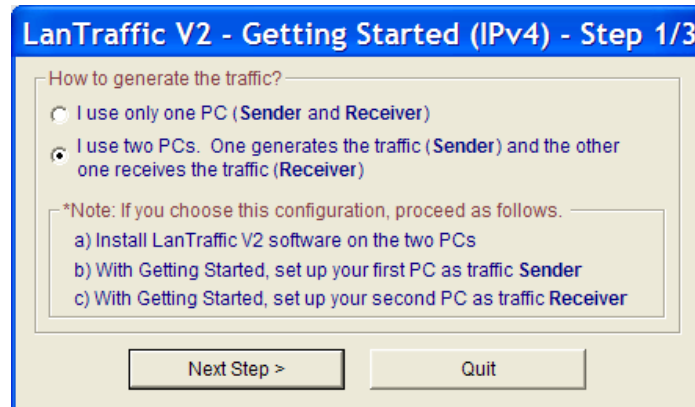 LanTraffic V2 - Getting Started (IPv4) - Step 1/3
How to generate the traffic?
I use only one PC (Sender and Receiver)
I use two PCs. One generates the traffic (Sender) and the other
one receives the traffic (Receiver)
*Note: If you choose this configuration, proceed as follows.
a) Install LanTraffic V2 software on the two PCs
b) With Getting Started, set up your first PC as traffic Sender
c) With Getting Started, set up your second PC as traffic Receiver
Next Step >
Quit